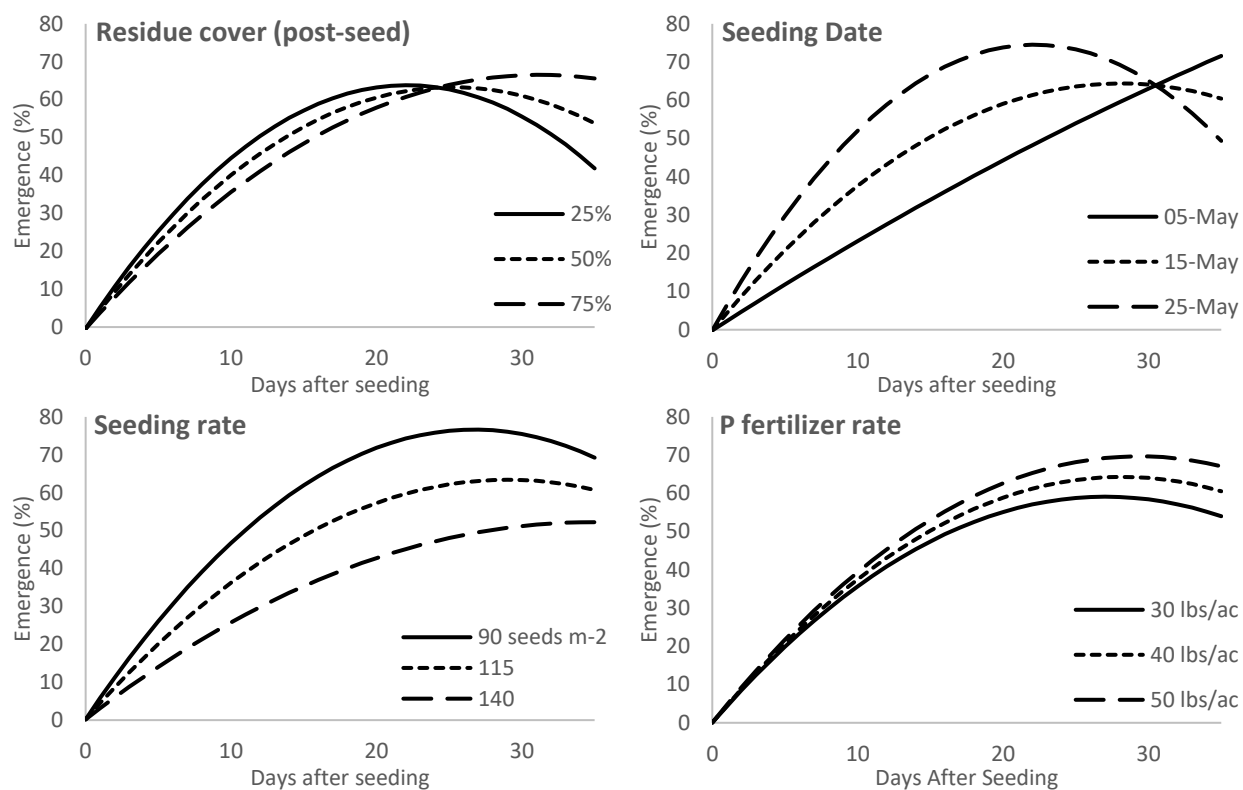 Residue cover (post-seed)
80
70
60
50
40
30
20
10
0
Emergence (%)
25%
50%
75%
0 10 20 30
Days after seeding
Seeding Date
80
70
60
50
40
30
20
10
0
Emergence (%)
05-May
15-May
25-May
0 10 20 30
Days after seeding
Seeding rate
80
70
60
50
40
30
20
10
0
Emergence (%)
90 seeds m-2
115
140
0 10 20 30
Days after seeding
P fertilizer rate
80
70
60
50
40
30
20
10
0
Emergence (%)
30 lbs/ac
40 lbs/ac
50 lbs/ac
0 10 20 30
Days After Seeding